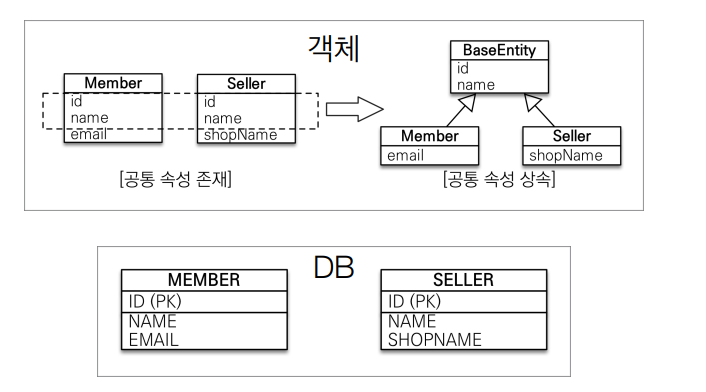 객체
Member
id
name
email
Seller
id
name
shopName
[공통 속성 존재]
BaseEntity
id
name
Member
email
Seller
shopName
[공통 속성 상속]
DB
MEMBER
ID (PK)
NAME
EMAIL
SELLER
ID (PK)
NAME
SHOPNAME